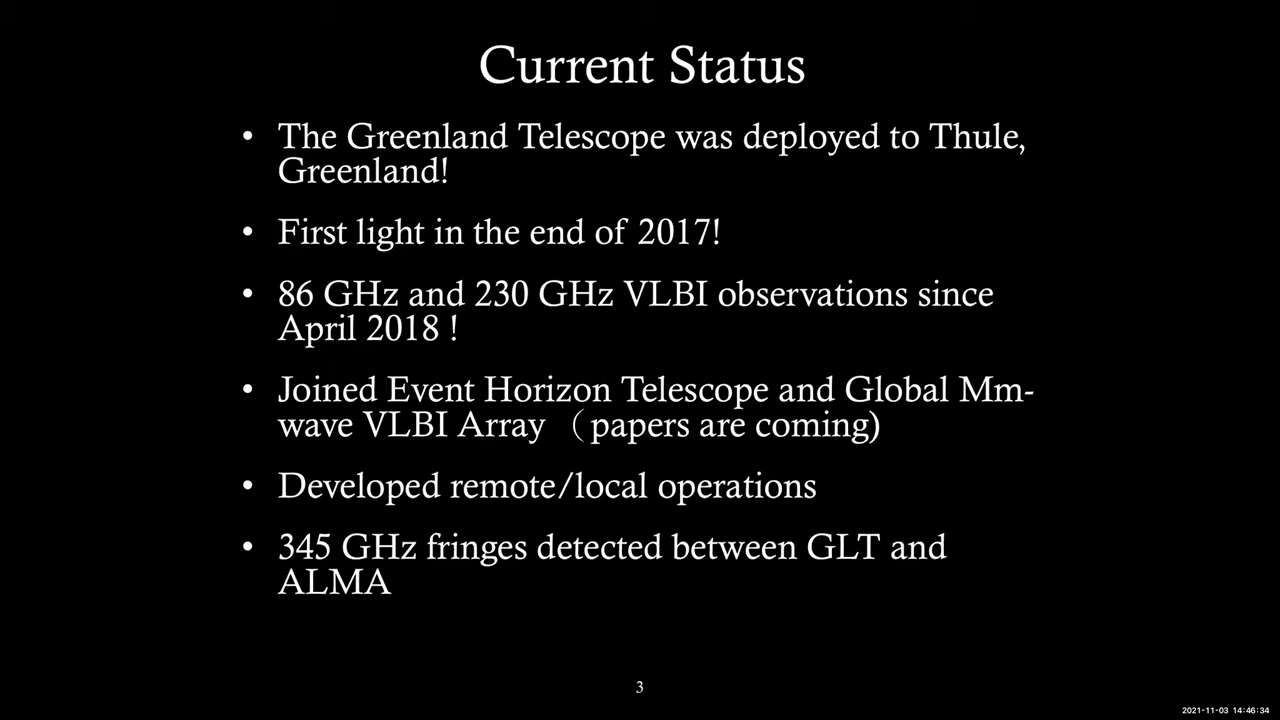 Current Status
• The Greenland Telescope was deployed to Thule,
Greenland!
• First light in the end of 2017!
• 86 GHz and 230 GHz VLBI observations since
April 2018 !
• Joined Event Horizon Telescope and Global Mm-
wave VLBI Array （papers are coming)
• Developed remote/local operations
• 345 GHz fringes detected between GLT and
ALMA
3
2021-11-03 14:46:34